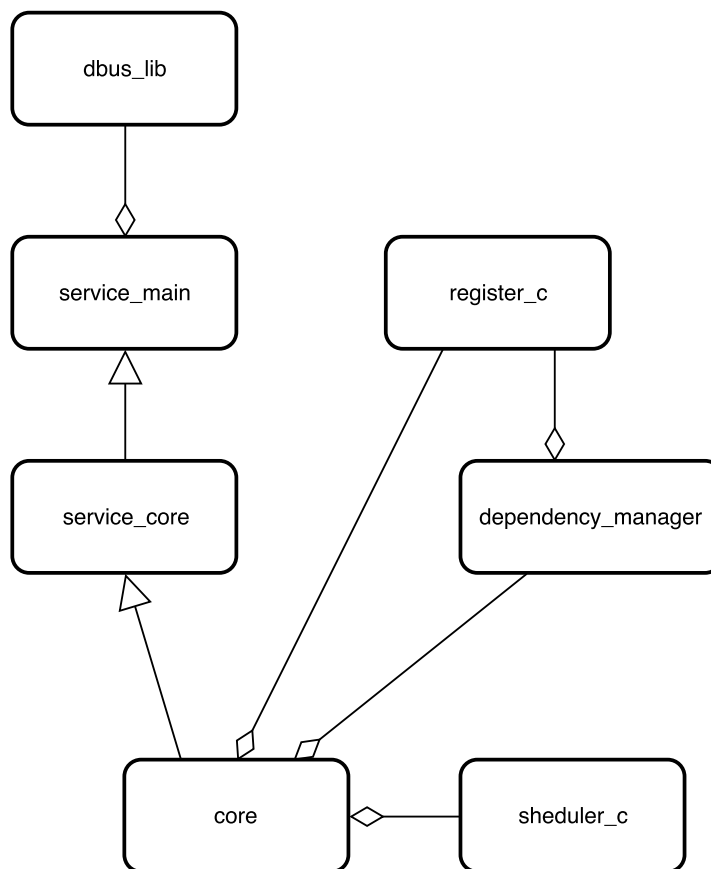 dbus_lib
service_main
register_c
service_core
dependency_manager
core
sheduler_c